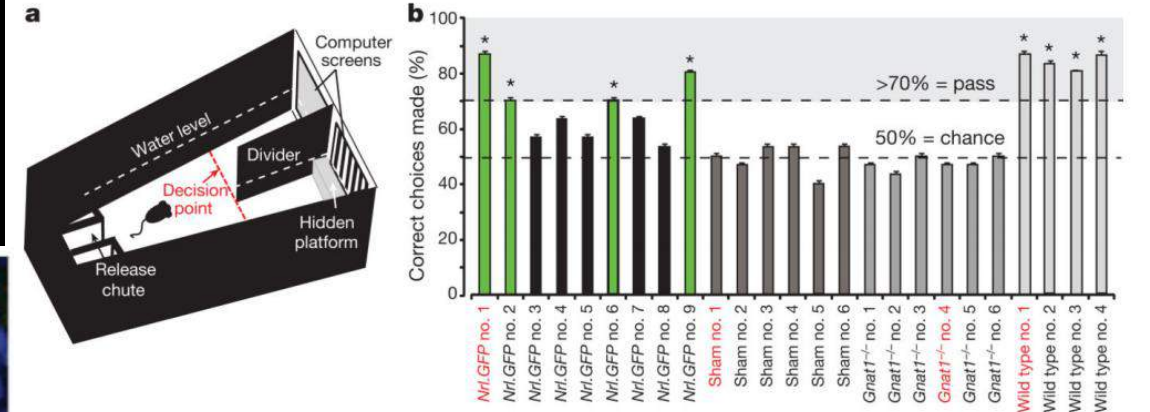 a
Computer
screens
Water level
Divider
Decision
point
Hidden
platform
Release
chute
b
Correct choices made (%)
100
80
60
40
20
0
>70% = pass
50% = chance
* * * * * * * *
Nrl.GFP no. 1
Nrl.GFP no. 2
Nrl.GFP no. 3
Nrl.GFP no. 4
Nrl.GFP no. 5
Nrl.GFP no. 6
Nrl.GFP no. 7
Nrl.GFP no. 8
Nrl.GFP no. 9
Sham no. 1
Sham no. 2
Sham no. 3
Sham no. 4
Sham no. 5
Sham no. 6
Gnat1⁻/⁻ no. 1
Gnat1⁻/⁻ no. 2
Gnat1⁻/⁻ no. 3
Gnat1⁻/⁻ no. 4
Gnat1⁻/⁻ no. 5
Gnat1⁻/⁻ no. 6
Wild type no. 1
Wild type no. 2
Wild type no. 3
Wild type no. 4